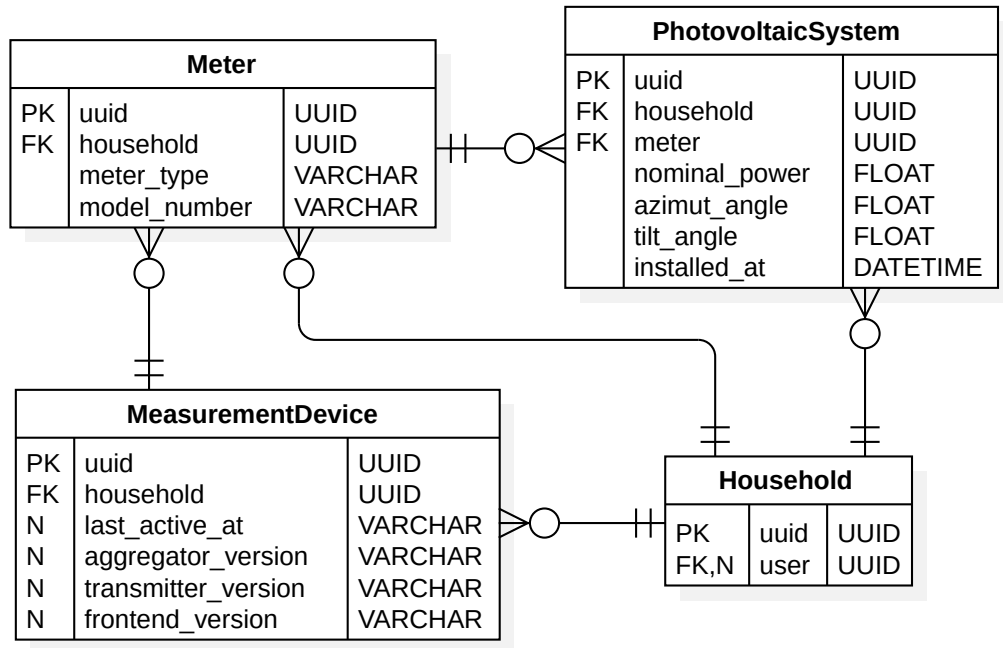 Meter
PK uuid UUID
FK household UUID
meter_type VARCHAR
model_number VARCHAR
PhotovoltaicSystem
PK uuid UUID
FK household UUID
FK meter UUID
nominal_power FLOAT
azimut_angle FLOAT
tilt_angle FLOAT
installed_at DATETIME
MeasurementDevice
PK uuid UUID
FK household UUID
N last_active_at VARCHAR
N aggregator_version VARCHAR
N transmitter_version VARCHAR
N frontend_version VARCHAR
Household
PK uuid UUID
FK,N user UUID